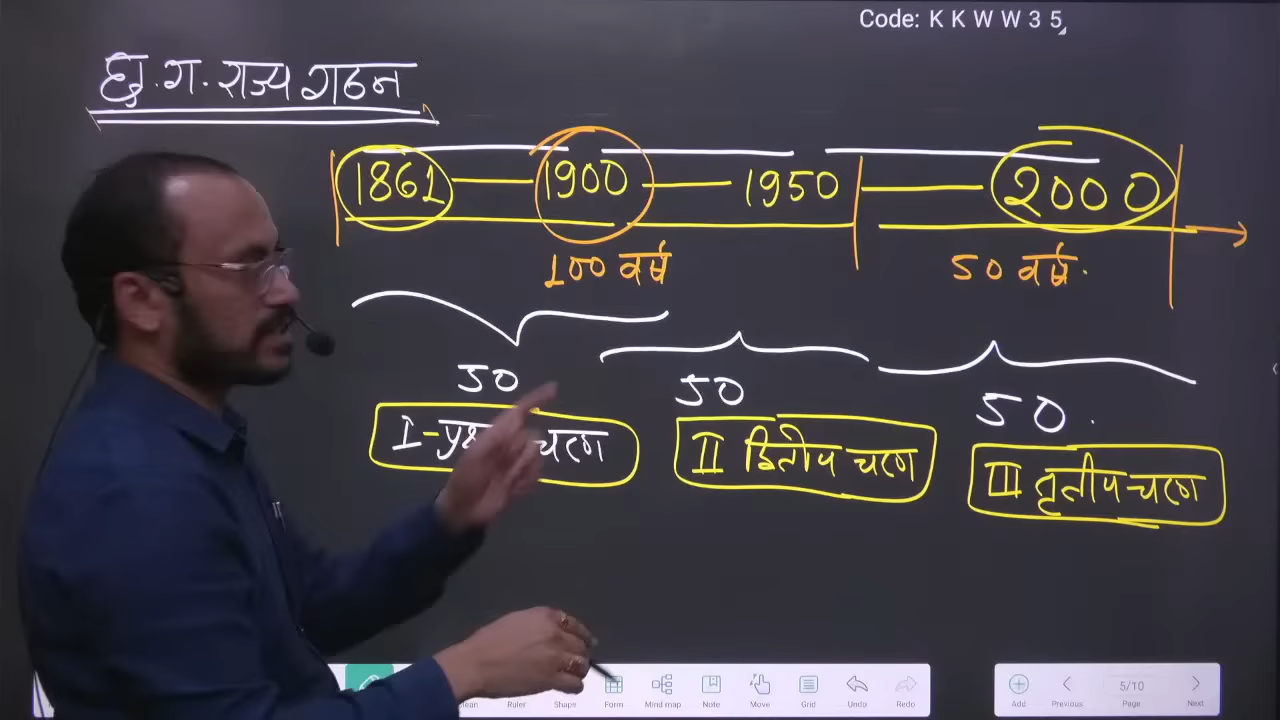 Code: K K W W 3 5
छ.ग. राज्य गठन
1861 — 1900 — 1950 — 2000
100 वर्ष 50 वर्ष.
50 50 50.
I - चरण II द्वितीय चरण III तृतीय चरण
Ruler Shape Form Mind map Note Move Grid Undo Redo Add Previous Page Next
5/10